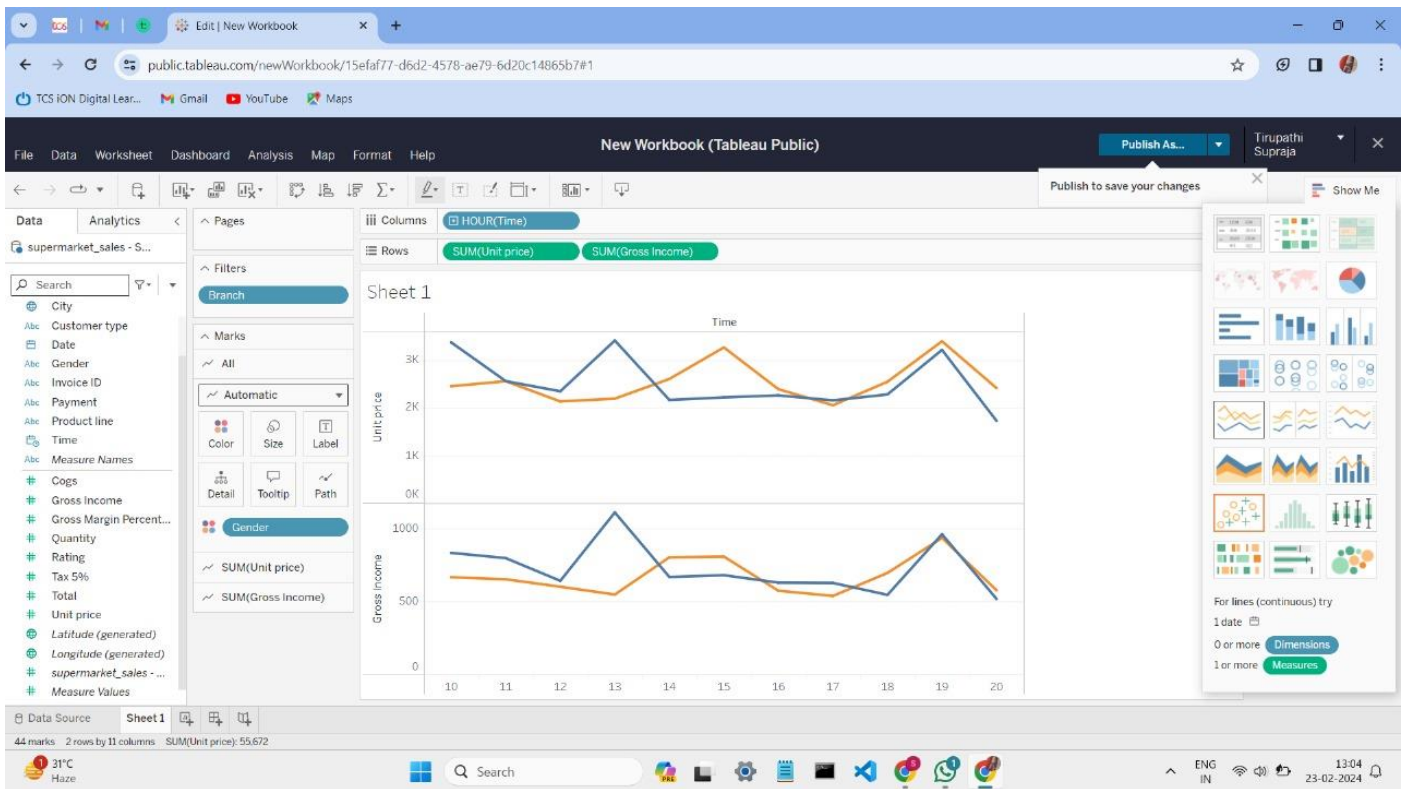 Edit | New Workbook
public.tableau.com/newWorkbook/15efaf77-d6d2-4578-ae79-6d20c14865b7#1
TCS iON Digital Lear... Gmail YouTube Maps
New Workbook (Tableau Public)
Publish As...
Tirupathi
Supraja
File Data Worksheet Dashboard Analysis Map Format Help
Publish to save your changes
Show Me
Data Analytics
supermarket_sales - S...
Search
City
Abc Customer type
Date
Abc Gender
Abc Invoice ID
Abc Payment
Abc Product line
Time
Abc Measure Names
# Cogs
# Gross Income
# Gross Margin Percent...
# Quantity
# Rating
# Tax 5%
# Total
# Unit price
Latitude (generated)
Longitude (generated)
# supermarket_sales - ...
# Measure Values
Pages
Filters
Branch
Marks
All
Automatic
Color Size Label
Detail Tooltip Path
Gender
SUM(Unit price)
SUM(Gross Income)
Columns HOUR(Time)
Rows SUM(Unit price) SUM(Gross Income)
Sheet 1
Time
Unit price
3K
2K
1K
0K
Gross Income
1000
500
0
10 11 12 13 14 15 16 17 18 19 20
For lines (continuous) try
1 date
0 or more Dimensions
1 or more Measures
Data Source Sheet 1
44 marks 2 rows by 11 columns SUM(Unit price): 55,672
1
31°C
Haze
Search
PRE
ENG
IN
13:04
23-02-2024